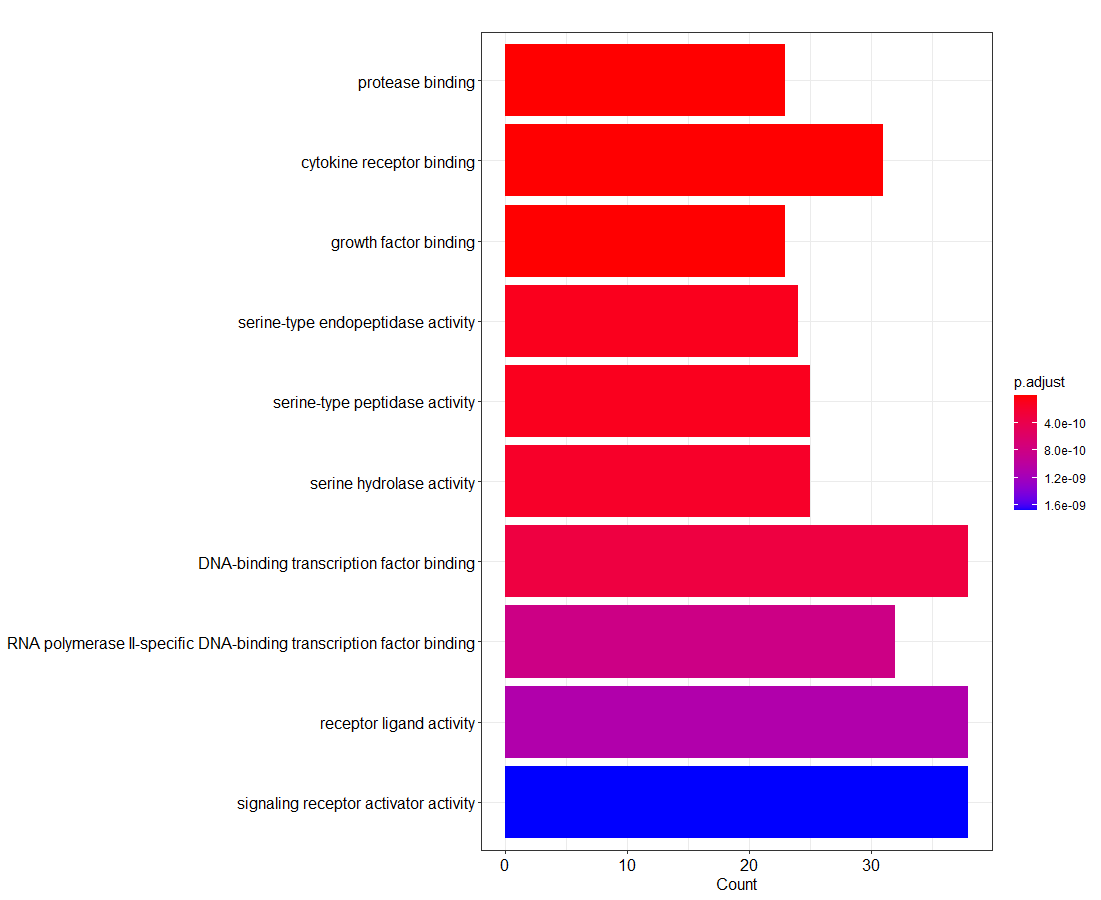 protease binding
cytokine receptor binding
growth factor binding
serine-type endopeptidase activity
serine-type peptidase activity
serine hydrolase activity
DNA-binding transcription factor binding
RNA polymerase II-specific DNA-binding transcription factor binding
receptor ligand activity
signaling receptor activator activity
0 10 20 30
Count
p.adjust
4.0e-10
8.0e-10
1.2e-09
1.6e-09